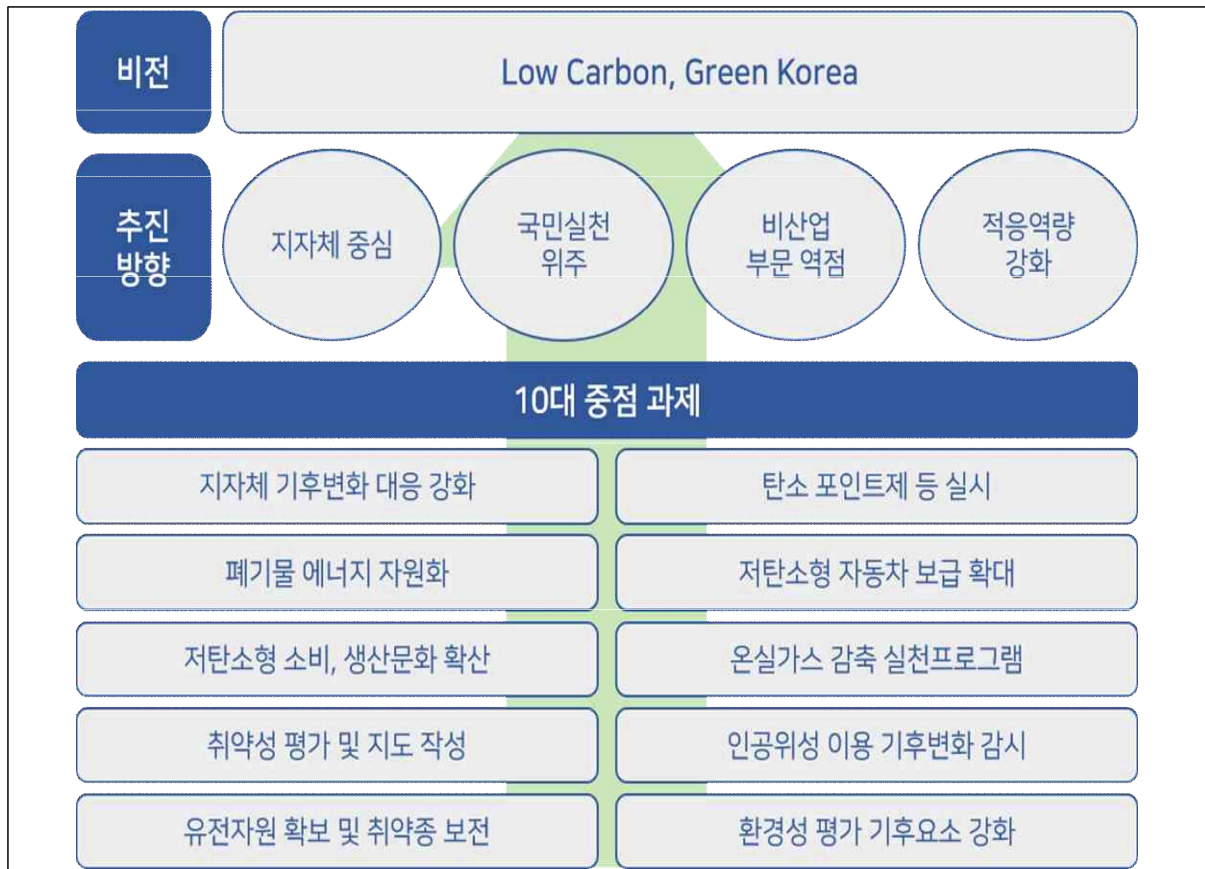 비전
Low Carbon, Green Korea
추진
방향
지자체 중심
국민실천
위주
비산업
부문 역점
적응역량
강화
10대 중점 과제
지자체 기후변화 대응 강화
탄소 포인트제 등 실시
폐기물 에너지 자원화
저탄소형 자동차 보급 확대
저탄소형 소비, 생산문화 확산
온실가스 감축 실천프로그램
취약성 평가 및 지도 작성
인공위성 이용 기후변화 감시
유전자원 확보 및 취약종 보전
환경성 평가 기후요소 강화